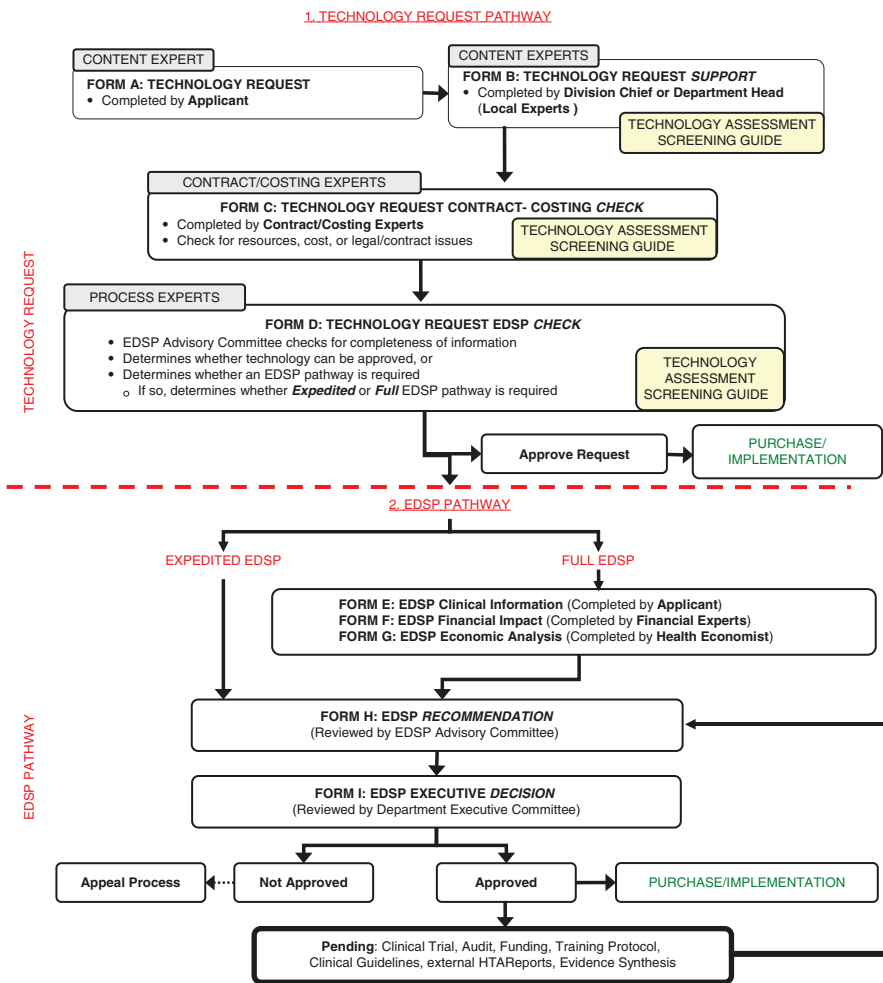 1. TECHNOLOGY REQUEST PATHWAY
CONTENT EXPERT
FORM A: TECHNOLOGY REQUEST
• Completed by Applicant
CONTENT EXPERTS
FORM B: TECHNOLOGY REQUEST SUPPORT
• Completed by Division Chief or Department Head
(Local Experts )
TECHNOLOGY ASSESSMENT
SCREENING GUIDE
CONTRACT/COSTING EXPERTS
FORM C: TECHNOLOGY REQUEST CONTRACT- COSTING CHECK
• Completed by Contract/Costing Experts
• Check for resources, cost, or legal/contract issues
TECHNOLOGY ASSESSMENT
SCREENING GUIDE
TECHNOLOGY REQUEST
PROCESS EXPERTS
FORM D: TECHNOLOGY REQUEST EDSP CHECK
• EDSP Advisory Committee checks for completeness of information
• Determines whether technology can be approved, or
• Determines whether an EDSP pathway is required
o If so, determines whether Expedited or Full EDSP pathway is required
TECHNOLOGY
ASSESSMENT
SCREENING GUIDE
Approve Request
PURCHASE/
IMPLEMENTATION
2. EDSP PATHWAY
EXPEDITED EDSP
FULL EDSP
FORM E: EDSP Clinical Information (Completed by Applicant)
FORM F: EDSP Financial Impact (Completed by Financial Experts)
FORM G: EDSP Economic Analysis (Completed by Health Economist)
EDSP PATHWAY
FORM H: EDSP RECOMMENDATION
(Reviewed by EDSP Advisory Committee)
FORM I: EDSP EXECUTIVE DECISION
(Reviewed by Department Executive Committee)
Appeal Process
Not Approved
Approved
PURCHASE/IMPLEMENTATION
Pending: Clinical Trial, Audit, Funding, Training Protocol,
Clinical Guidelines, external HTAReports, Evidence Synthesis